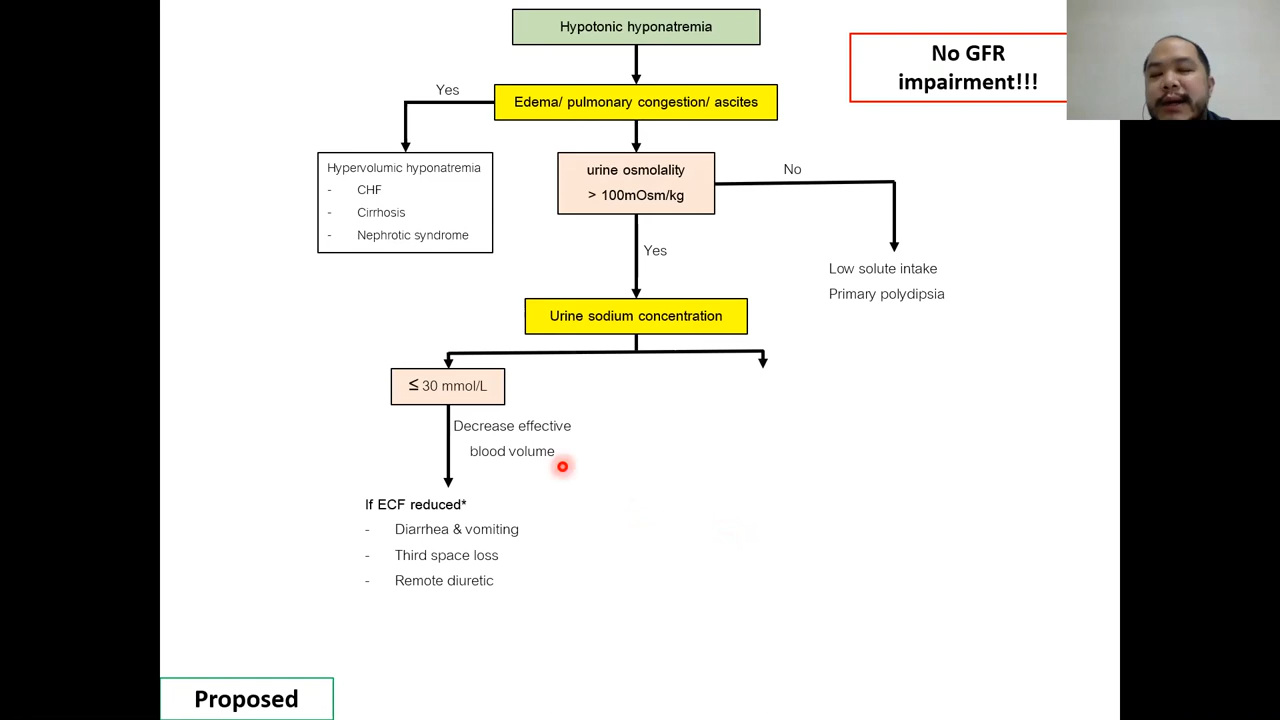 Hypotonic hyponatremia
No GFR
impairment!!!
Yes
Edema/ pulmonary congestion/ ascites
Hypervolumic hyponatremia
- CHF
- Cirrhosis
- Nephrotic syndrome
urine osmolality
> 100mOsm/kg
No
Yes
Low solute intake
Primary polydipsia
Urine sodium concentration
≤ 30 mmol/L
Decrease effective
blood volume
If ECF reduced*
- Diarrhea & vomiting
- Third space loss
- Remote diuretic
Proposed